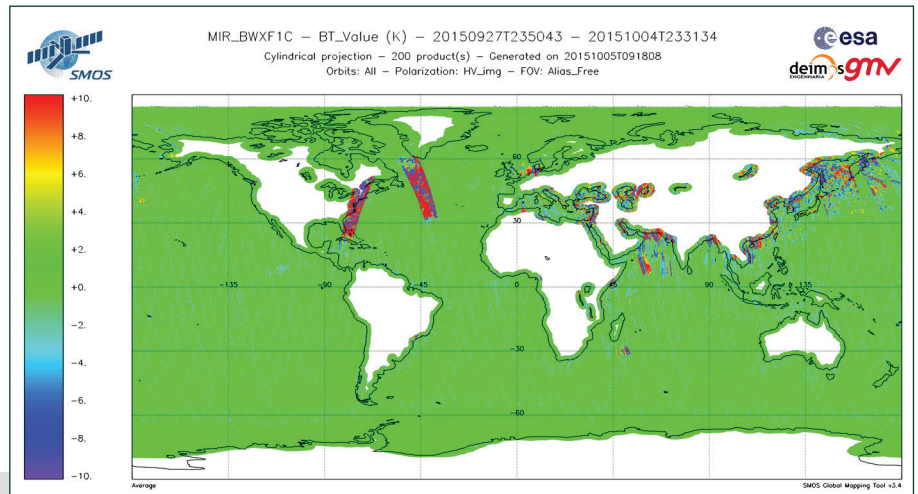 MIR_BWXF1C – BT_Value (K) – 20150927T235043 – 20151004T233134
Cylindrical projection – 200 product(s) – Generated on 20151005T091808
Orbits: All – Polarization: HV_img – FOV: Alias_Free
SMOS
esa
deimos
ENGENHARIA
gmv
+10.
+8.
+6.
+4.
+2.
+0.
−2.
−4.
−6.
−8.
−10.
60
30
−135
−90
−45
0
45
90
135
−30
−60
Average
SMOS Global Mapping Tool v3.4